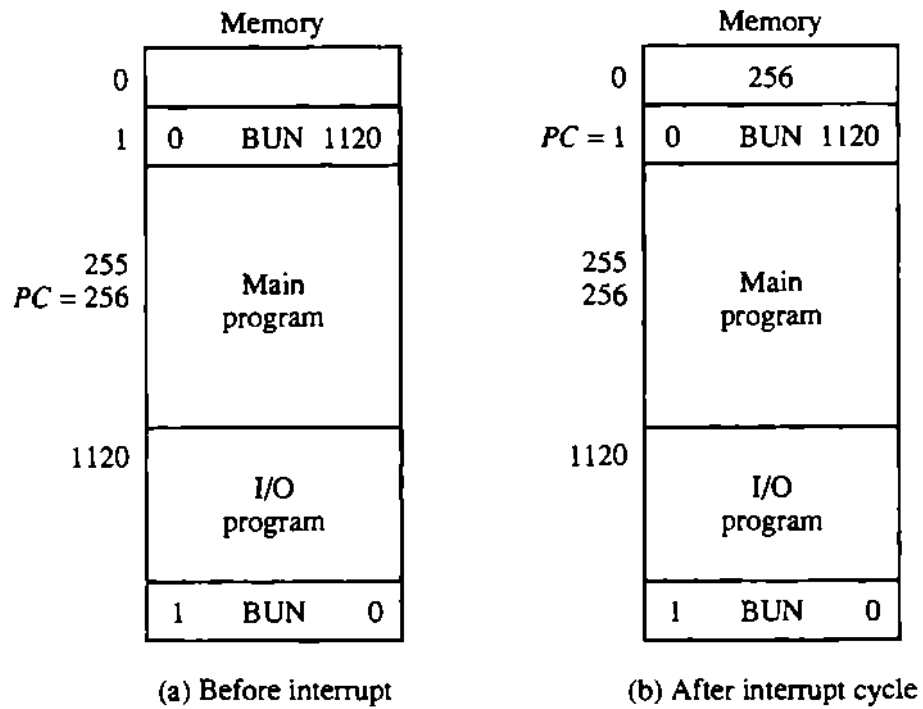 Memory
0
1 0 BUN 1120
255
PC = 256
Main
program
1120
I/O
program
1 BUN 0
(a) Before interrupt
Memory
0 256
PC = 1 0 BUN 1120
255
256
Main
program
1120
I/O
program
1 BUN 0
(b) After interrupt cycle